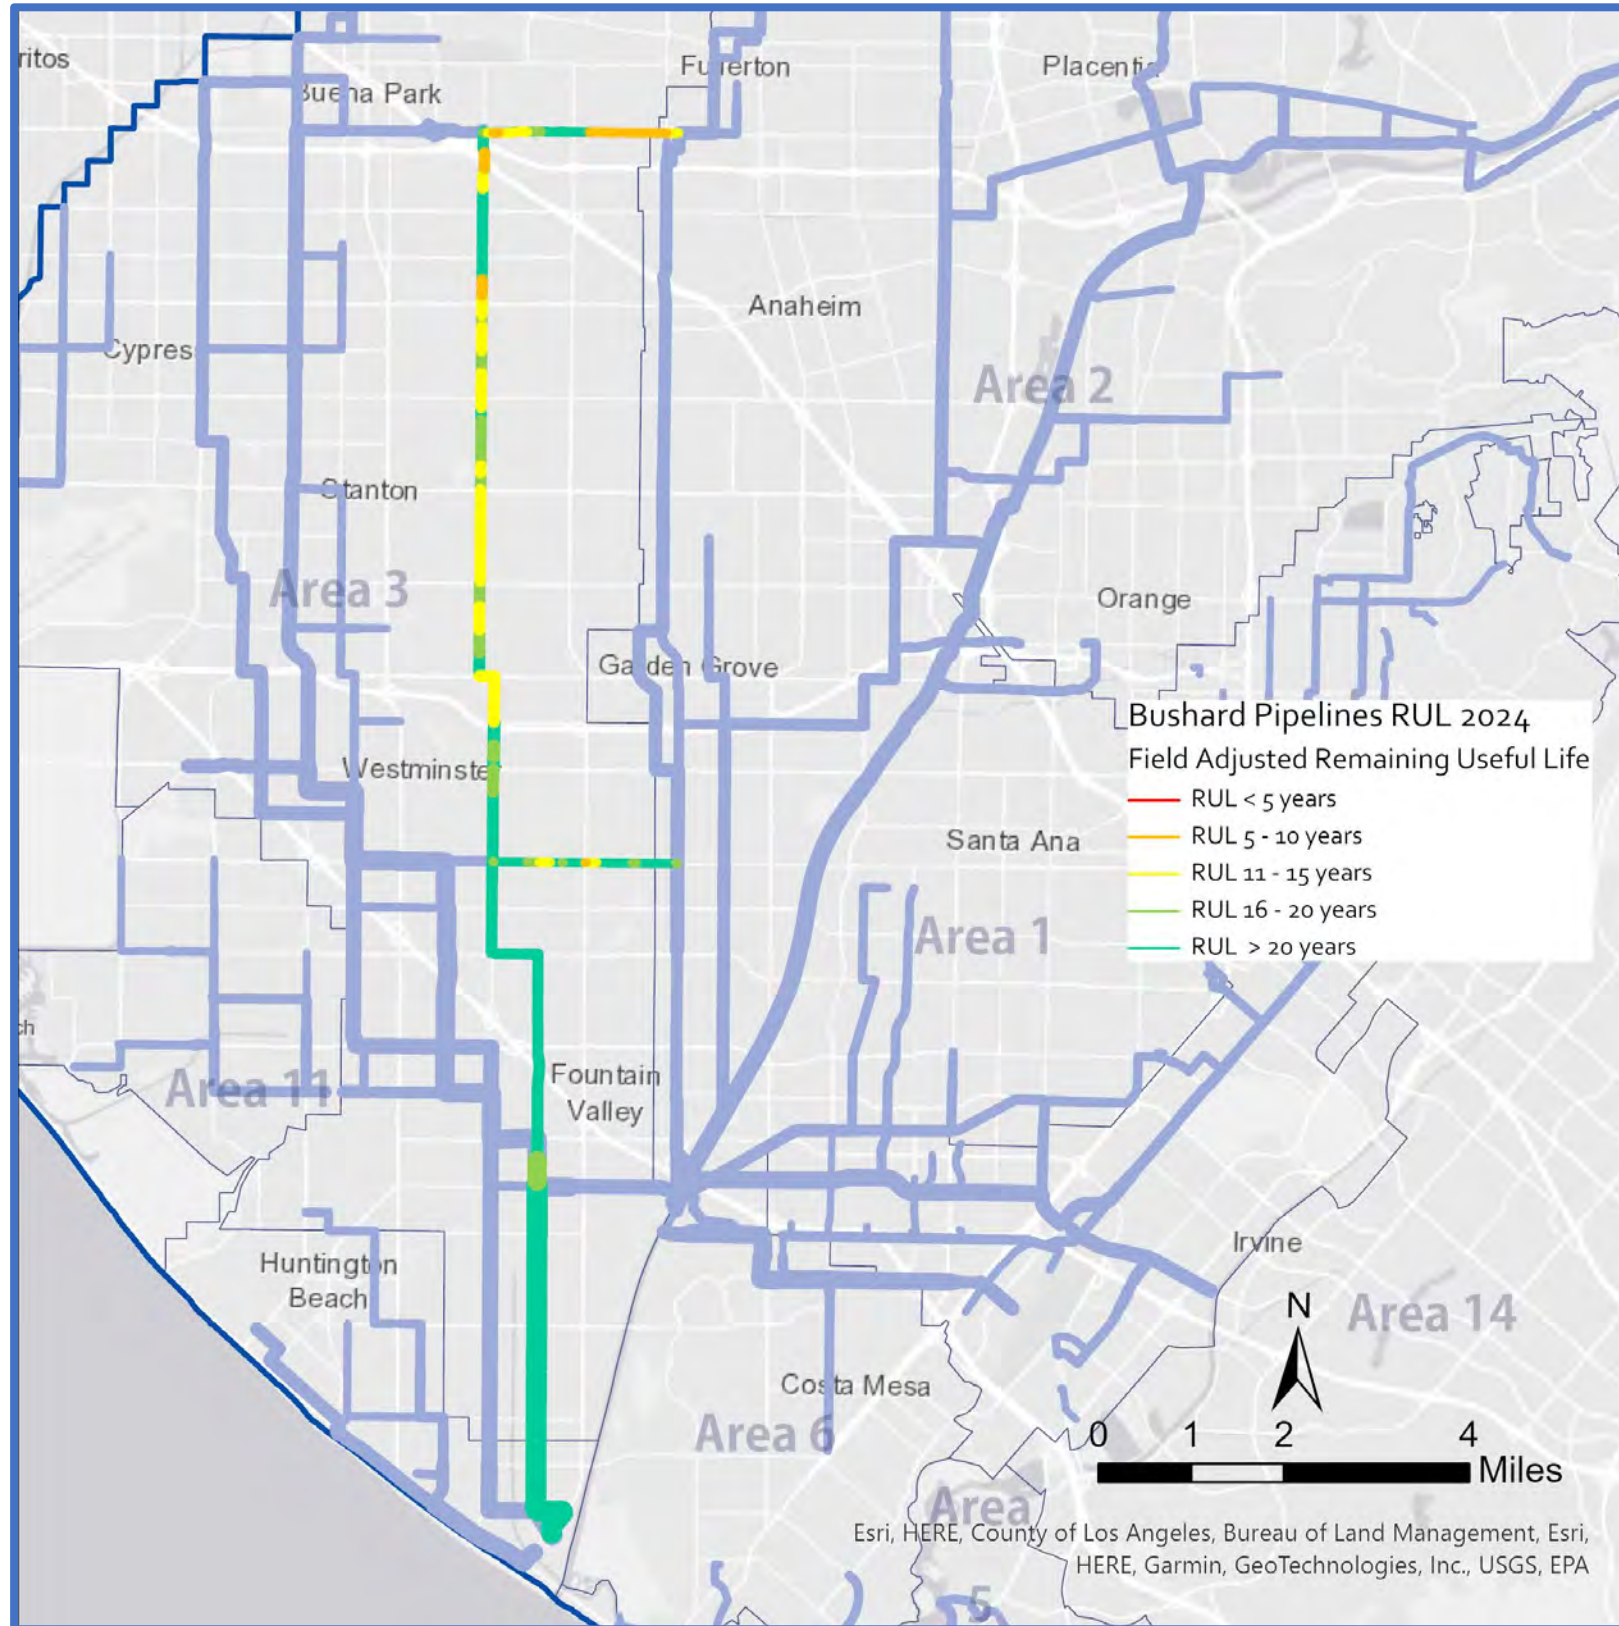 ritos
Fullerton
Placentia
Buena Park
Anaheim
Cypres
Area 2
Stanton
Area 3
Orange
Garden Grove
Bushard Pipelines RUL 2024
Field Adjusted Remaining Useful Life
RUL < 5 years
RUL 5 - 10 years
RUL 11 - 15 years
RUL 16 - 20 years
RUL > 20 years
Westminster
Santa Ana
Area 1
ch
Fountain
Valley
Area 11
Huntington
Beach
Irvine
N
Area 14
Costa Mesa
Area 6
0 1 2 4
Miles
Area
5
Esri, HERE, County of Los Angeles, Bureau of Land Management, Esri,
HERE, Garmin, GeoTechnologies, Inc., USGS, EPA